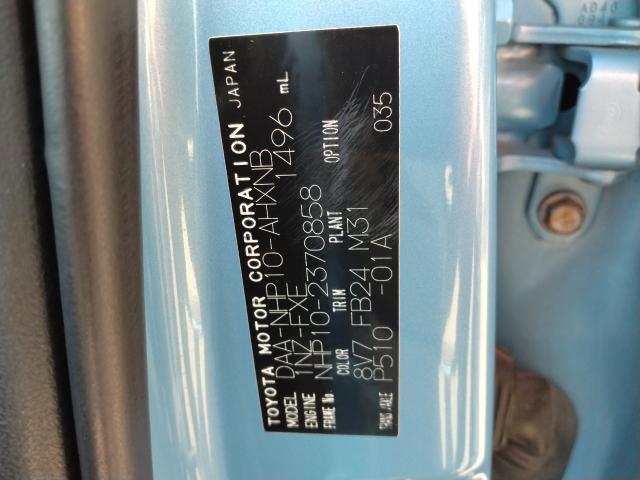 TOYOTA MOTOR CORPORATION JAPAN
MODEL DAA-NHP10-AHXNB
ENGINE 1NZ-FXE 1496 mL
FRAME No. NHP10-2370858
COLOR TRIM PLANT OPTION
8V7 FB24 M31 035
TRANS./AXLE P510 -01A